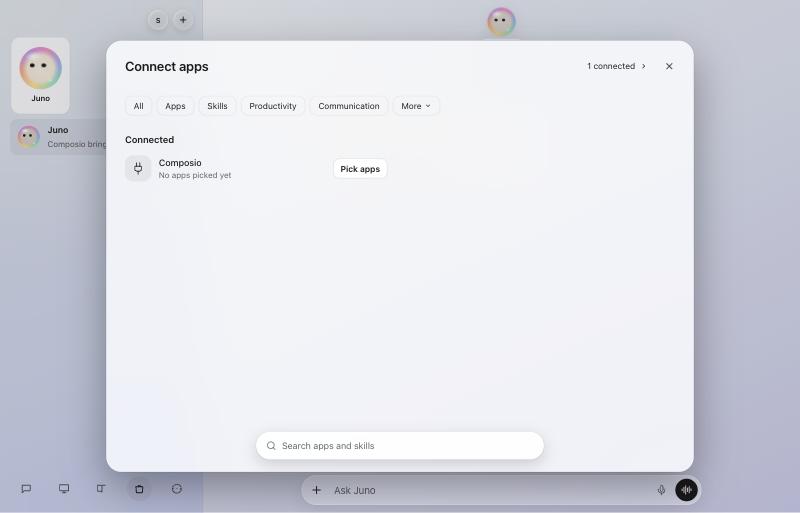 S
Juno
Juno
Composio bring
Connect apps
1 connected
All
Apps
Skills
Productivity
Communication
More
Connected
Composio
No apps picked yet
Pick apps
Search apps and skills
Ask Juno